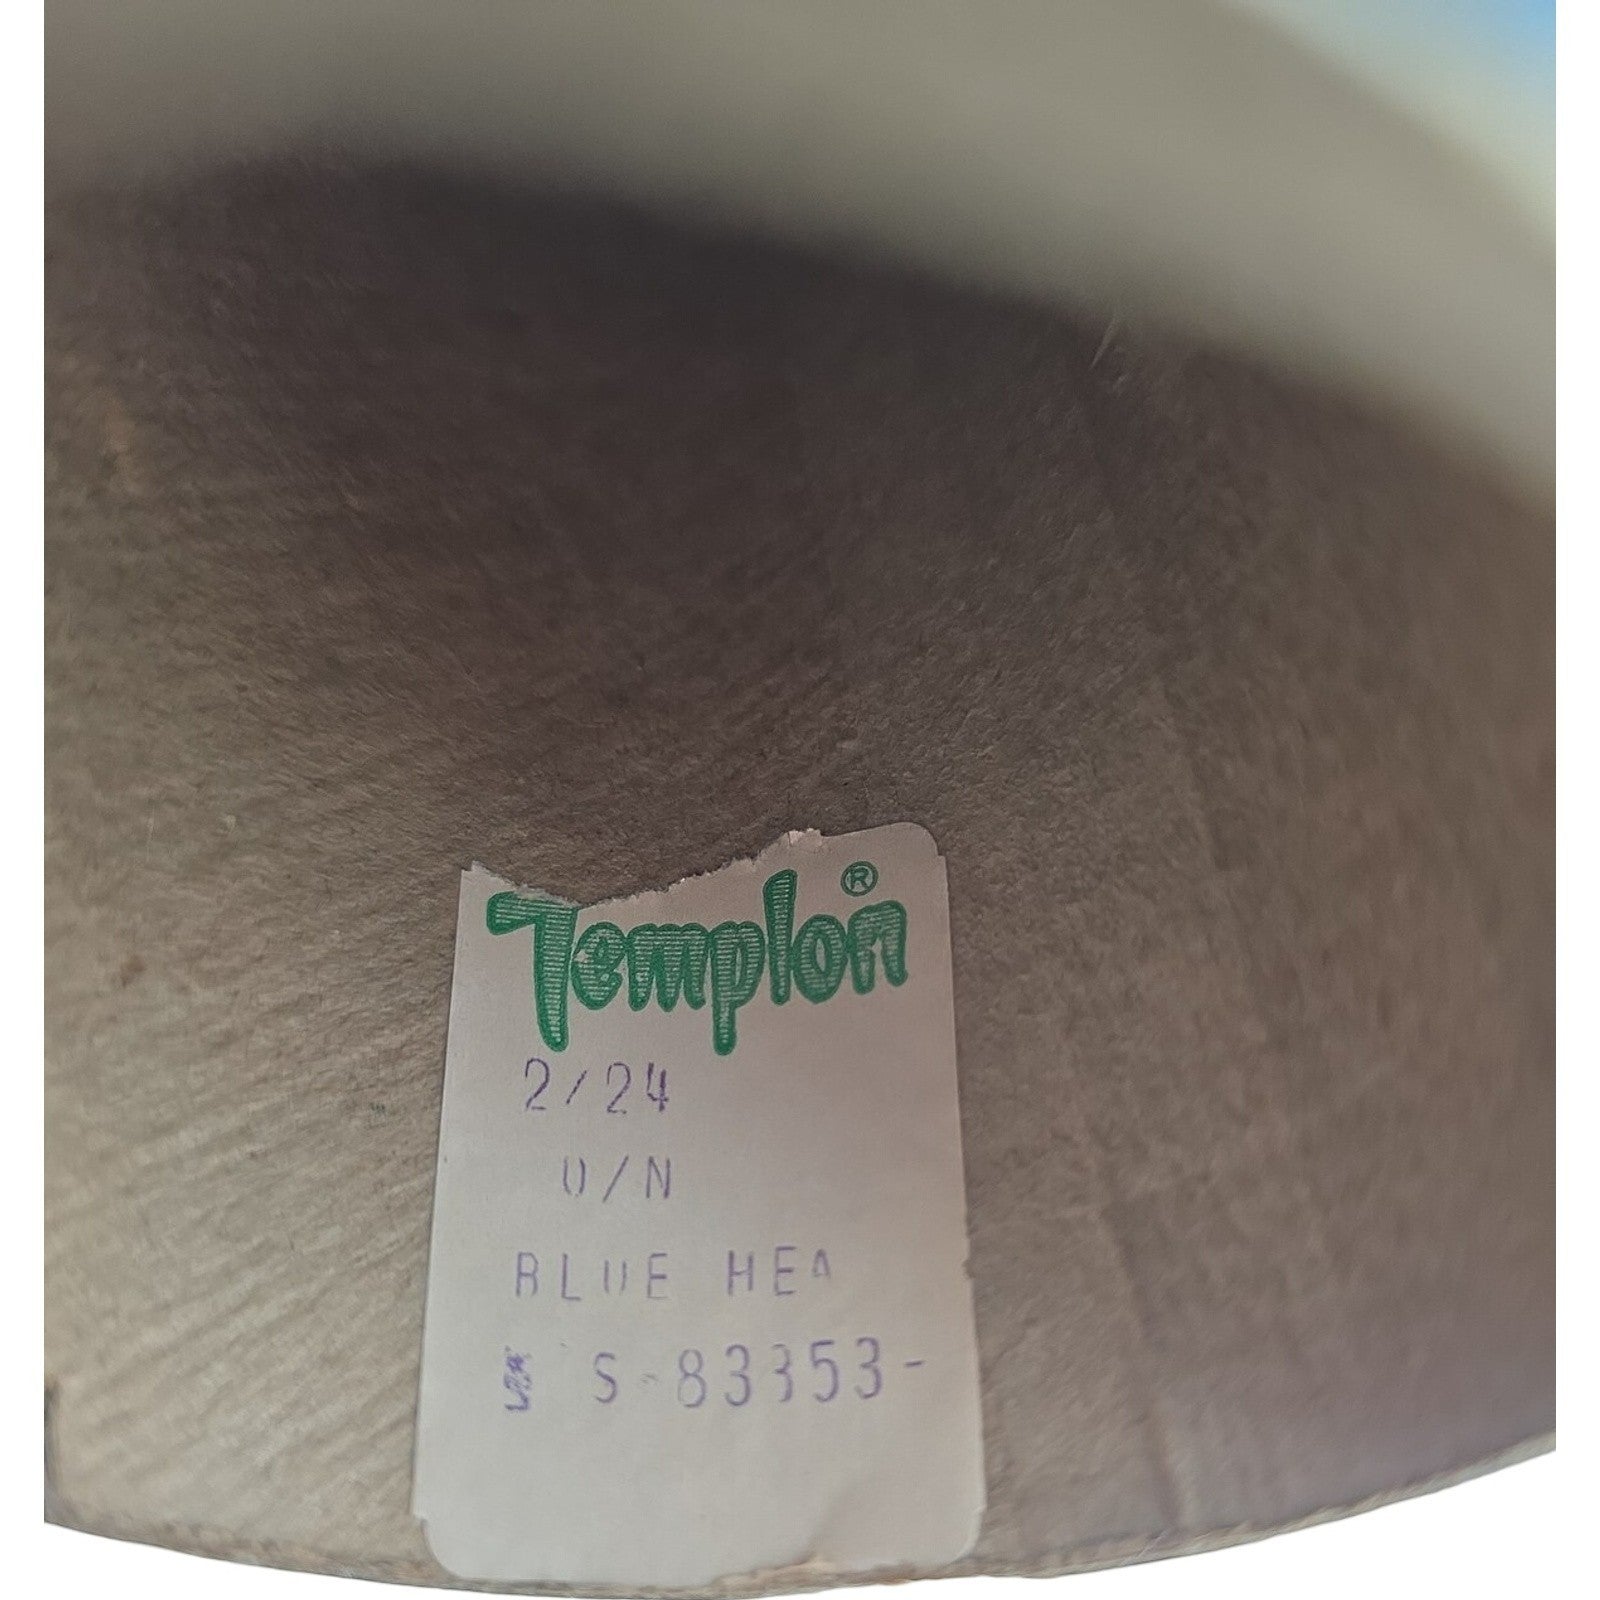 Templon®
2/24
U/N
BLUE HEA
S-83353-